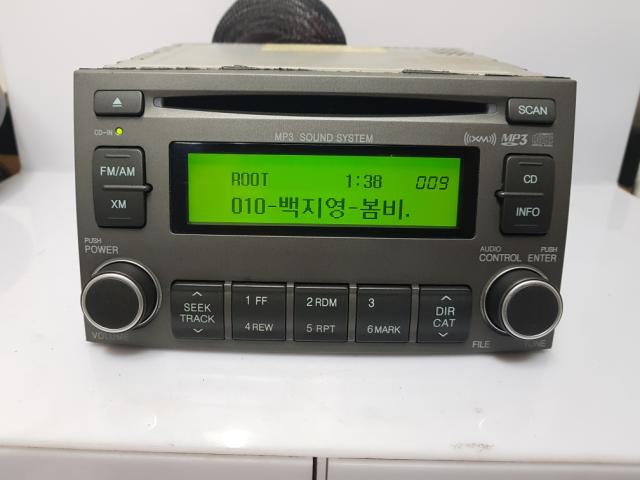 SCAN
CD-IN
MP3 SOUND SYSTEM
XM MP3
FM/AM
XM
ROOT 1:38 009
010-백지영-봄비.
CD
INFO
PUSH
POWER
AUDIO PUSH
CONTROL ENTER
SEEK
TRACK
1 FF
4 REW
2 RDM
5 RPT
3
6 MARK
DIR
CAT
VOLUME
FILE TUNE